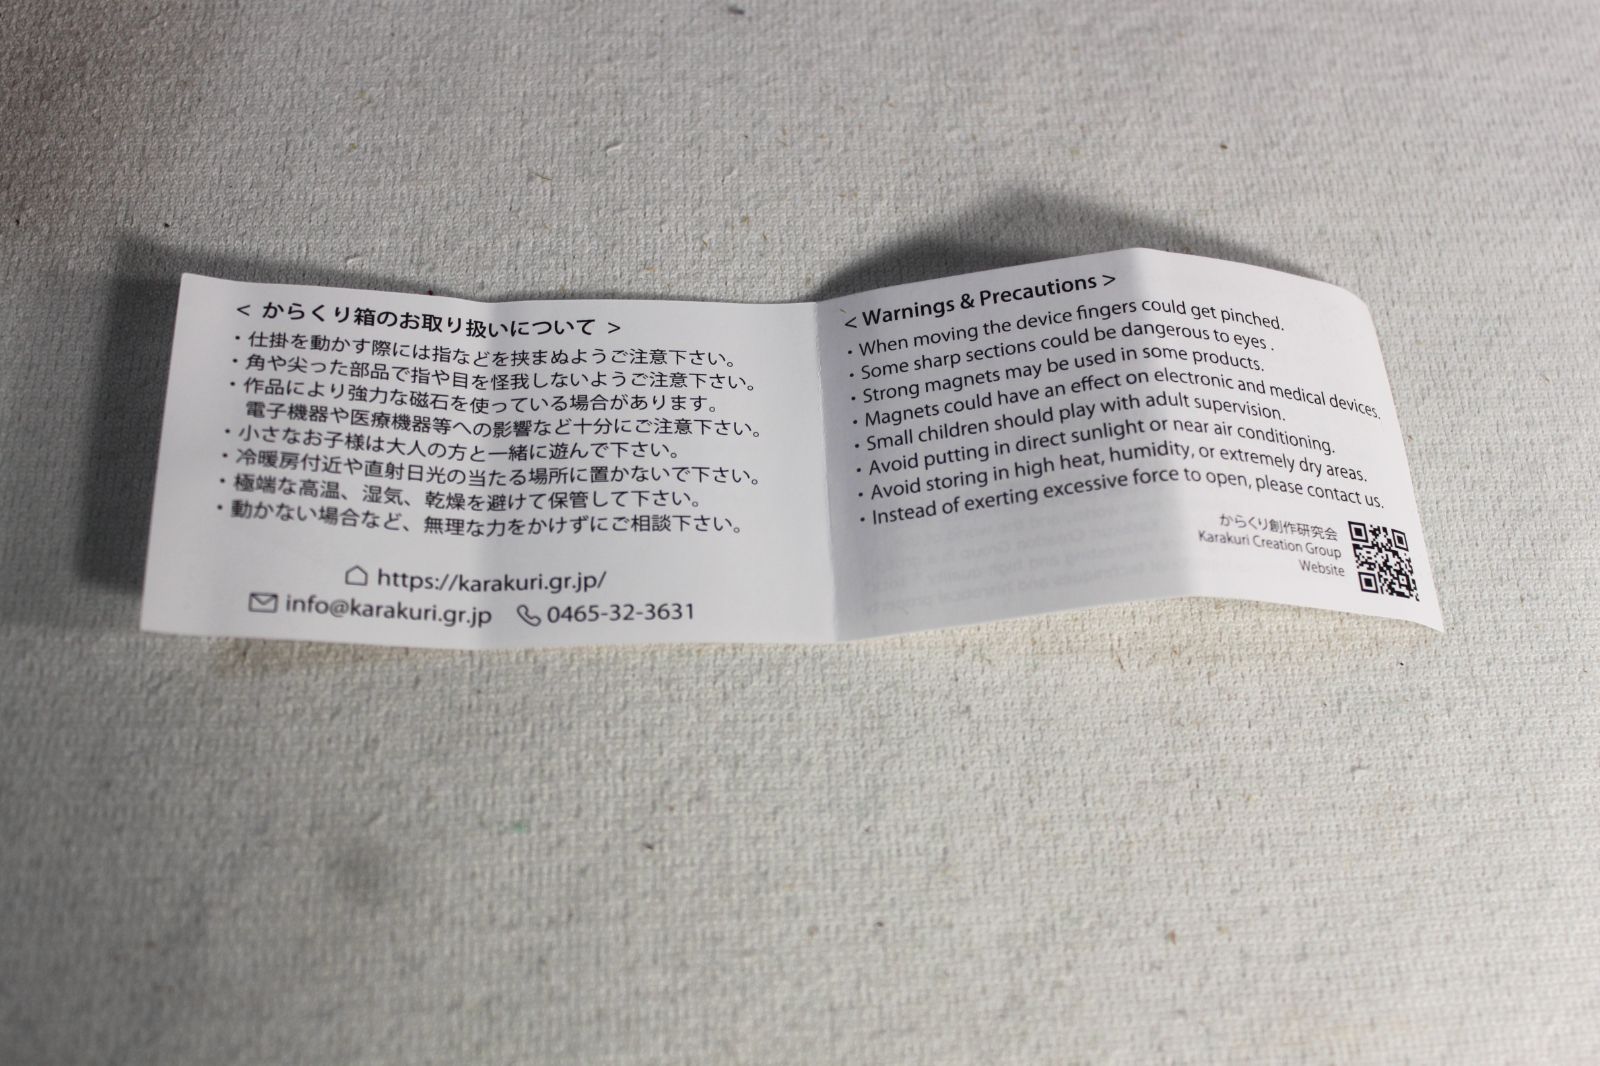 < からくり箱のお取り扱いについて >
・仕掛を動かす際には指などを挟まぬようご注意下さい。
・角や尖った部品で指や目を怪我しないようご注意下さい。
・作品により強力な磁石を使っている場合があります。
電子機器や医療機器等への影響など十分にご注意下さい。
・小さなお子様は大人の方と一緒に遊んで下さい。
・冷暖房付近や直射日光の当たる場所に置かないで下さい。
・極端な高温、湿気、乾燥を避けて保管して下さい。
・動かない場合など、無理な力をかけずにご相談下さい。
https://karakuri.gr.jp/
info@karakuri.gr.jp 0465-32-3631
< Warnings & Precautions >
・When moving the device fingers could get pinched.
・Some sharp sections could be dangerous to eyes .
・Strong magnets may be used in some products.
・Magnets could have an effect on electronic and medical devices.
・Small children should play with adult supervision.
・Avoid putting in direct sunlight or near air conditioning.
・Avoid storing in high heat, humidity, or extremely dry areas.
・Instead of exerting excessive force to open, please contact us.
からくり創作研究会
Karakuri Creation Group
Website